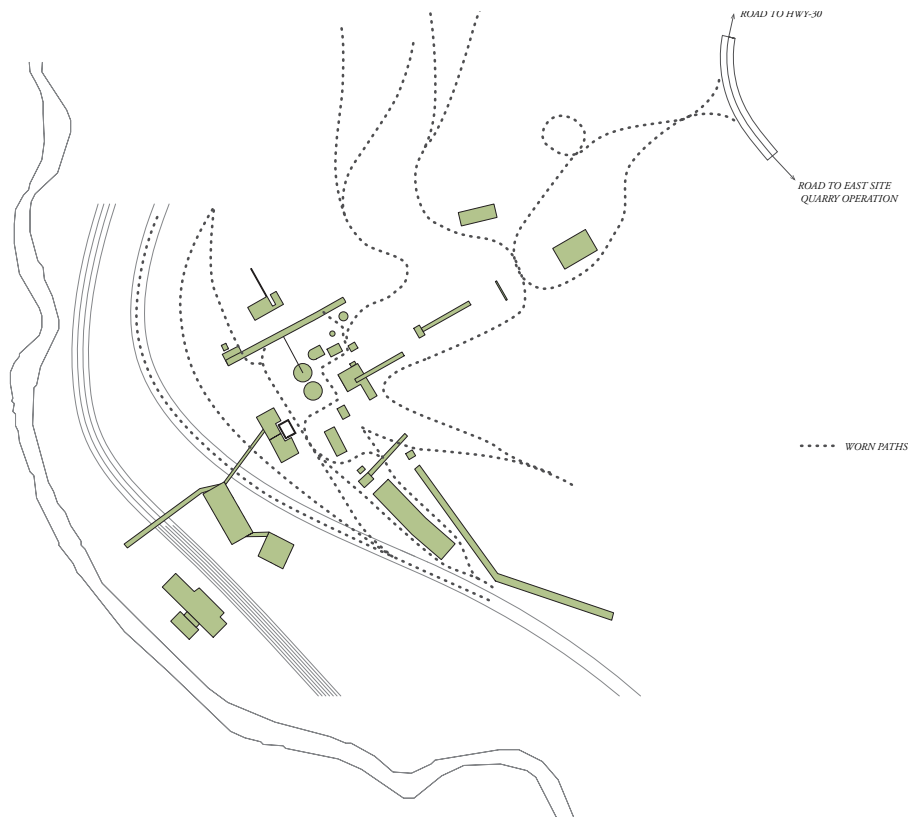 ROAD TO HWY-30
ROAD TO EAST SITE
QUARRY OPERATION
WORN PATHS